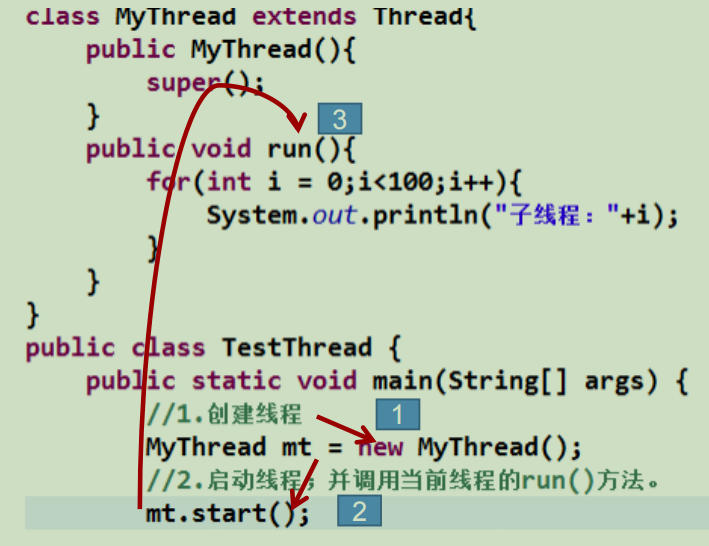 class MyThread extends Thread{
public MyThread(){
super();
}
3
public void run(){
for(int i = 0;i<100;i++){
System.out.println("子线程："+i);
}
}
}
public class TestThread {
public static void main(String[] args) {
//1.创建线程 1
MyThread mt = new MyThread();
//2.启动线程；并调用当前线程的run()方法。
mt.start(); 2